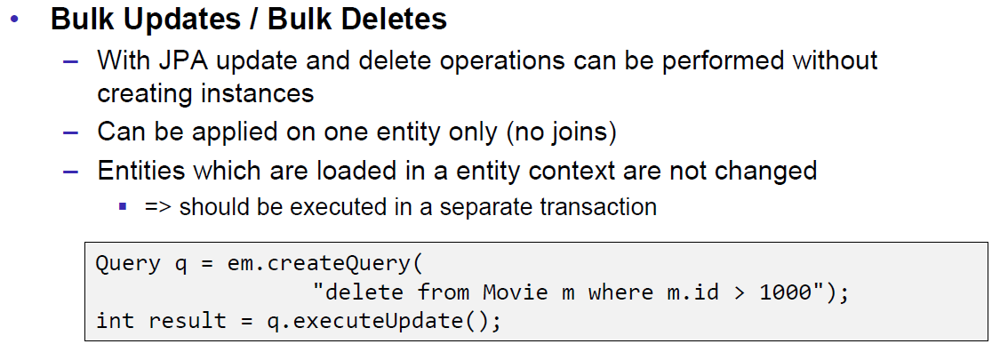 • Bulk Updates / Bulk Deletes
– With JPA update and delete operations can be performed without
creating instances
– Can be applied on one entity only (no joins)
– Entities which are loaded in a entity context are not changed
▪ => should be executed in a separate transaction
Query q = em.createQuery(
"delete from Movie m where m.id > 1000");
int result = q.executeUpdate();